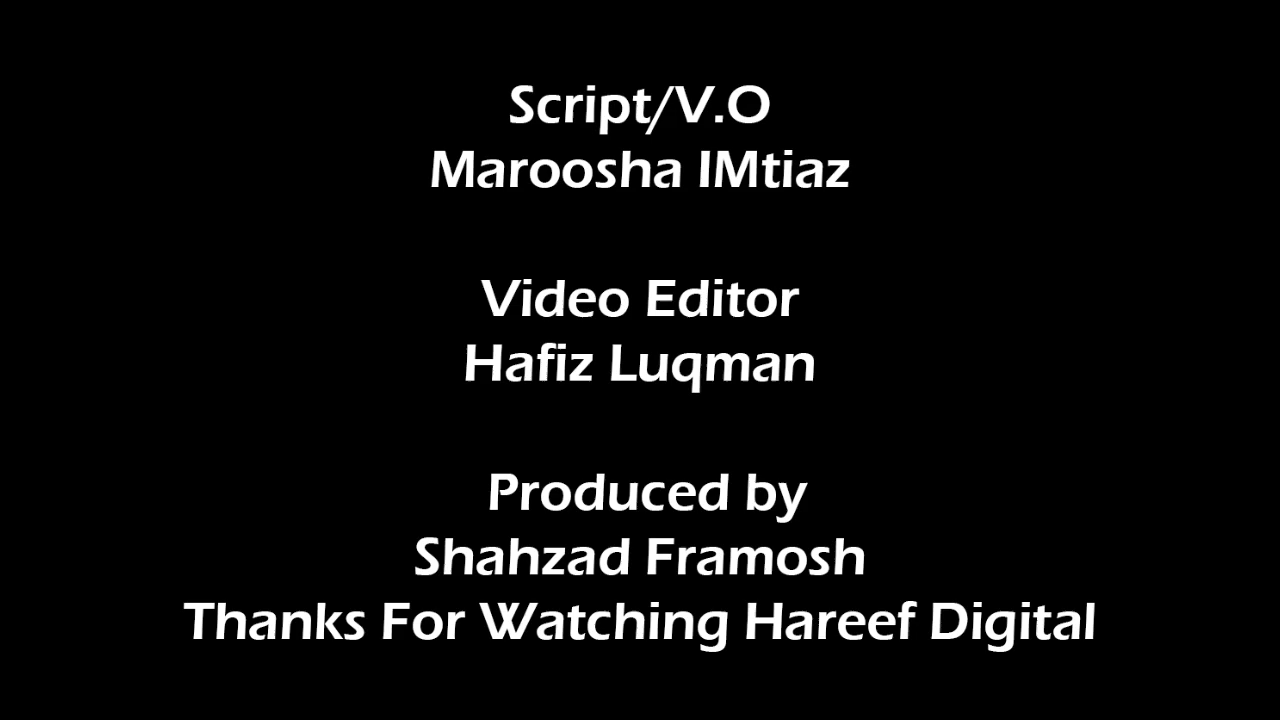 Script/V.O
Maroosha IMtiaz
Video Editor
Hafiz Luqman
Produced by
Shahzad Framosh
Thanks For Watching Hareef Digital